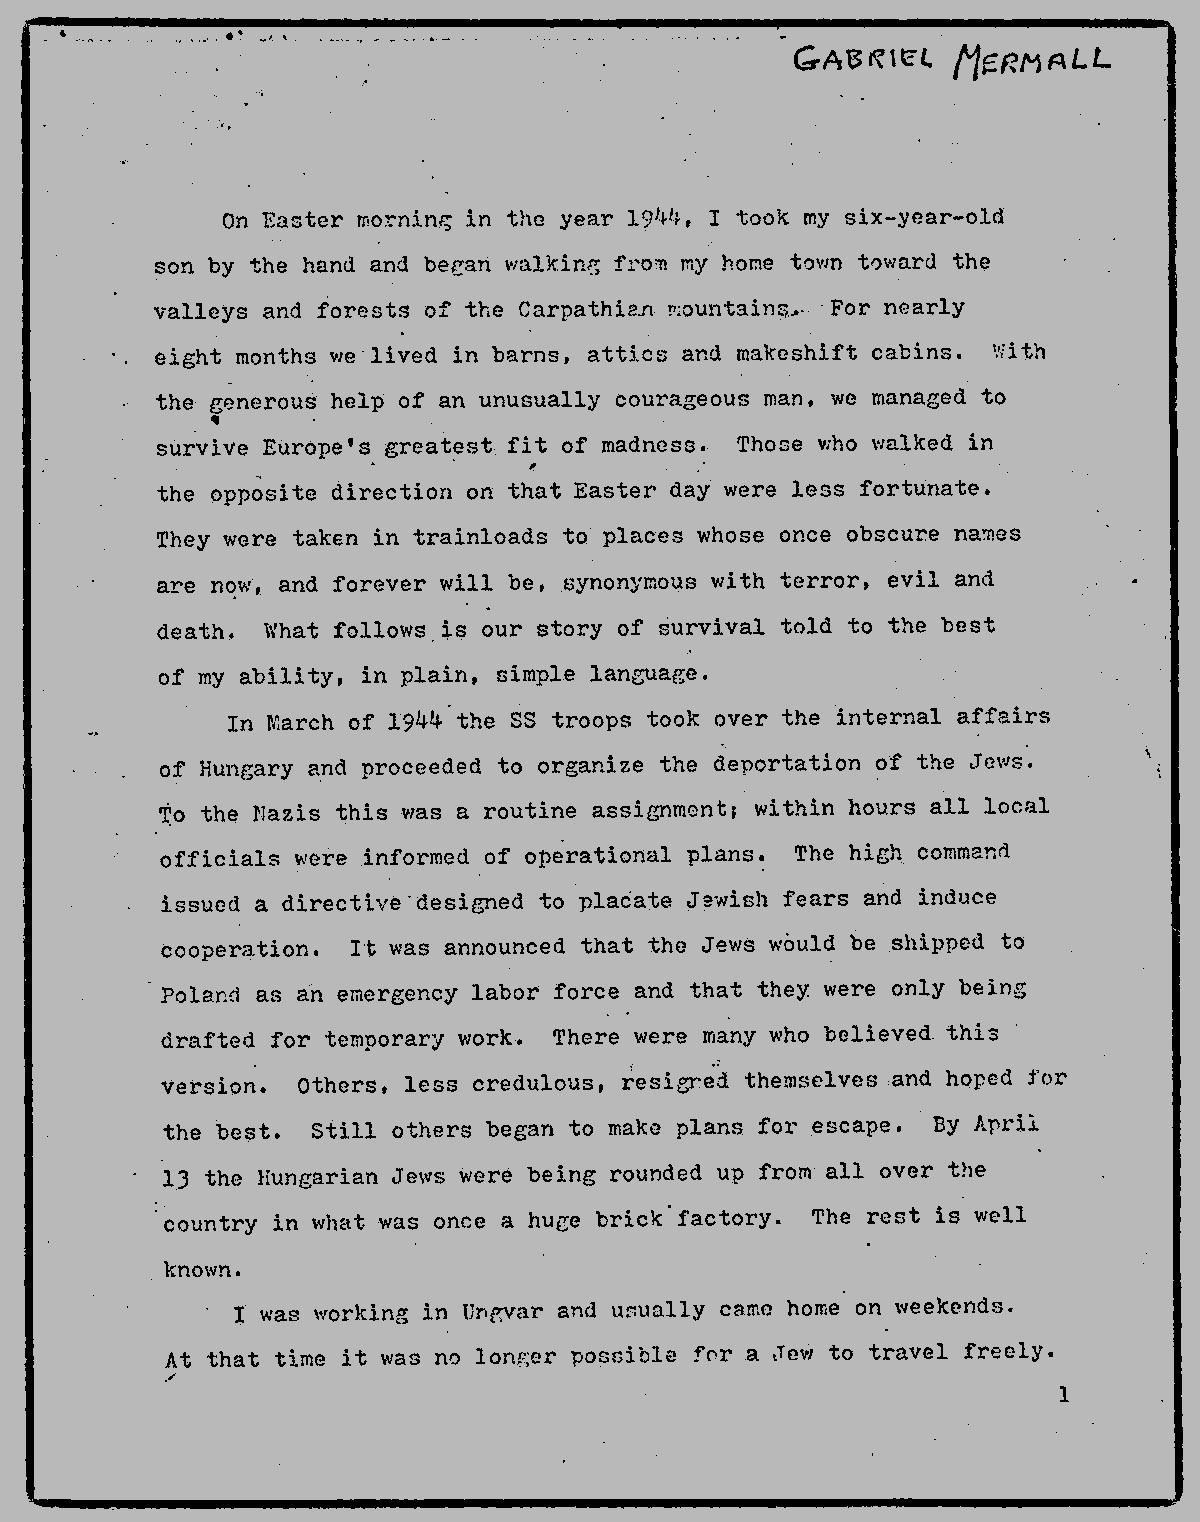 GABRIEL MERMALL
On Easter morning in the year 1944, I took my six-year-old
son by the hand and began walking from my home town toward the
valleys and forests of the Carpathian mountains. For nearly
eight months we lived in barns, attics and makeshift cabins. With
the generous help of an unusually courageous man, we managed to
survive Europe's greatest fit of madness. Those who walked in
the opposite direction on that Easter day were less fortunate.
They were taken in trainloads to places whose once obscure names
are now, and forever will be, synonymous with terror, evil and
death. What follows is our story of survival told to the best
of my ability, in plain, simple language.
In March of 1944 the SS troops took over the internal affairs
of Hungary and proceeded to organize the deportation of the Jews.
To the Nazis this was a routine assignment; within hours all local
officials were informed of operational plans. The high command
issued a directive designed to placate Jewish fears and induce
cooperation. It was announced that the Jews would be shipped to
Poland as an emergency labor force and that they were only being
drafted for temporary work. There were many who believed this
version. Others, less credulous, resigned themselves and hoped for
the best. Still others began to make plans for escape. By April
13 the Hungarian Jews were being rounded up from all over the
country in what was once a huge brick factory. The rest is well
known.
I was working in Ungvar and usually came home on weekends.
At that time it was no longer possible for a Jew to travel freely.
1